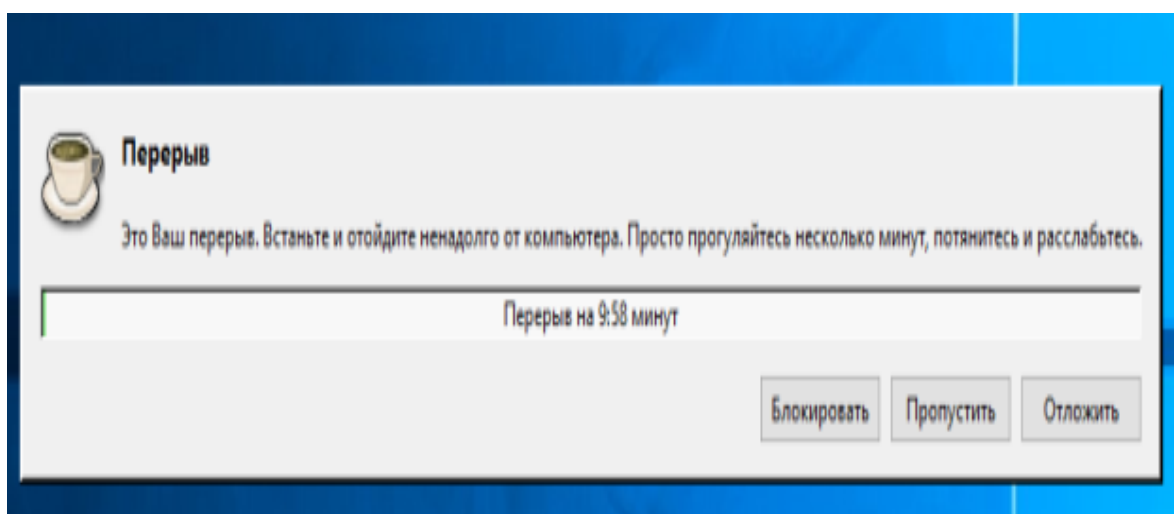 Перерыв
Это Ваш перерыв. Встаньте и отойдите ненадолго от компьютера. Просто прогуляйтесь несколько минут, потянитесь и расслабьтесь.
Перерыв на 9:58 минут
Блокировать Пропустить Отложить